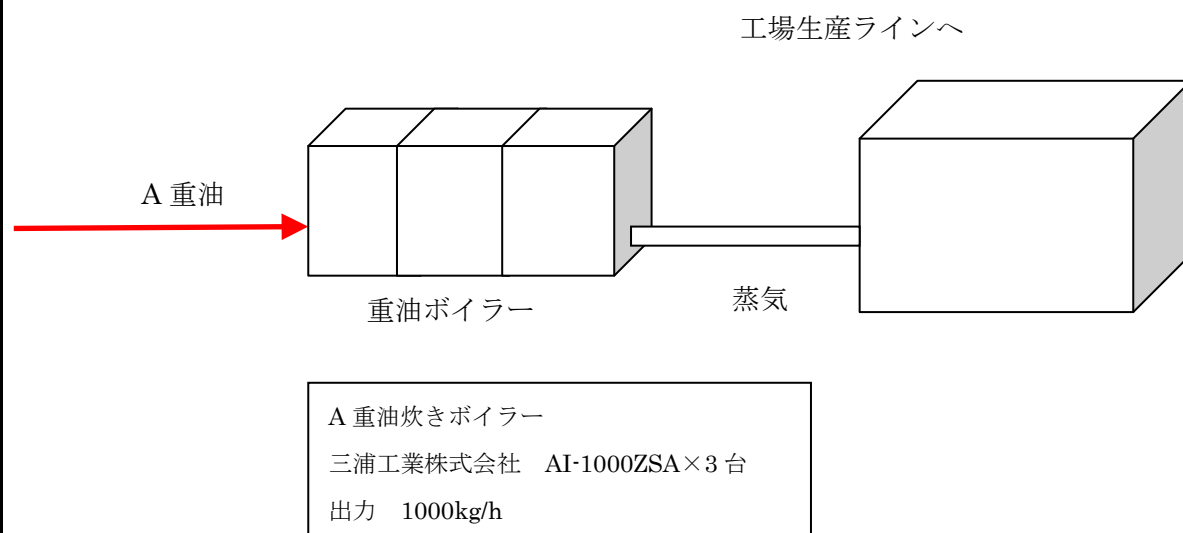 工場生産ラインへ
A 重油
重油ボイラー
蒸気
A 重油炊きボイラー
三浦工業株式会社　AI-1000ZSA×3 台
出力　1000kg/h